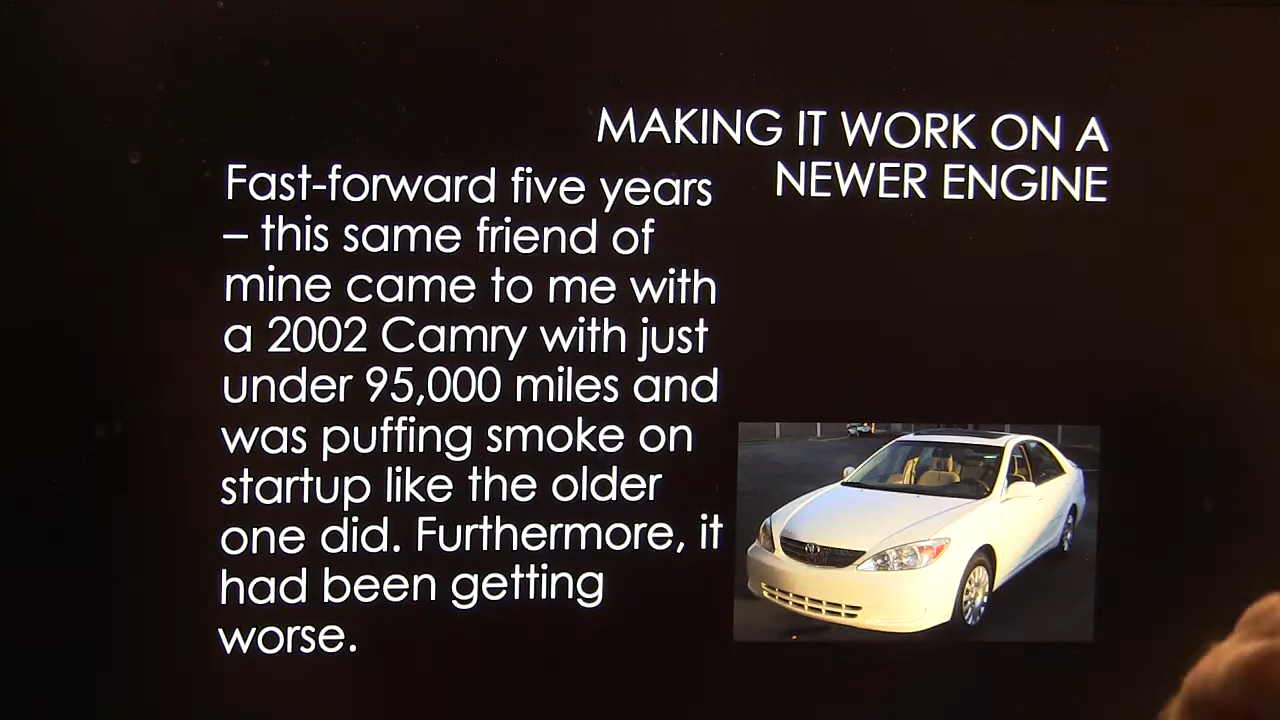 MAKING IT WORK ON A
NEWER ENGINE
Fast-forward five years
– this same friend of
mine came to me with
a 2002 Camry with just
under 95,000 miles and
was puffing smoke on
startup like the older
one did. Furthermore, it
had been getting
worse.